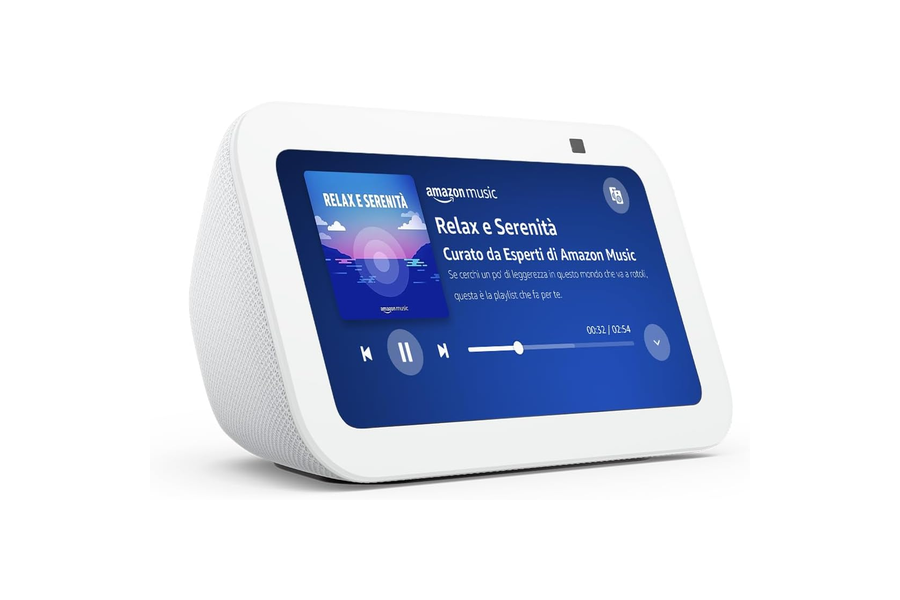 RELAX E SERENITÀ
amazon music
amazon music
Relax e Serenità
Curato da Esperti di Amazon Music
Se cerchi un po' di leggerezza in questo mondo che va a rotoli,
questa è la playlist che fa per te.
00:32 / 02:54